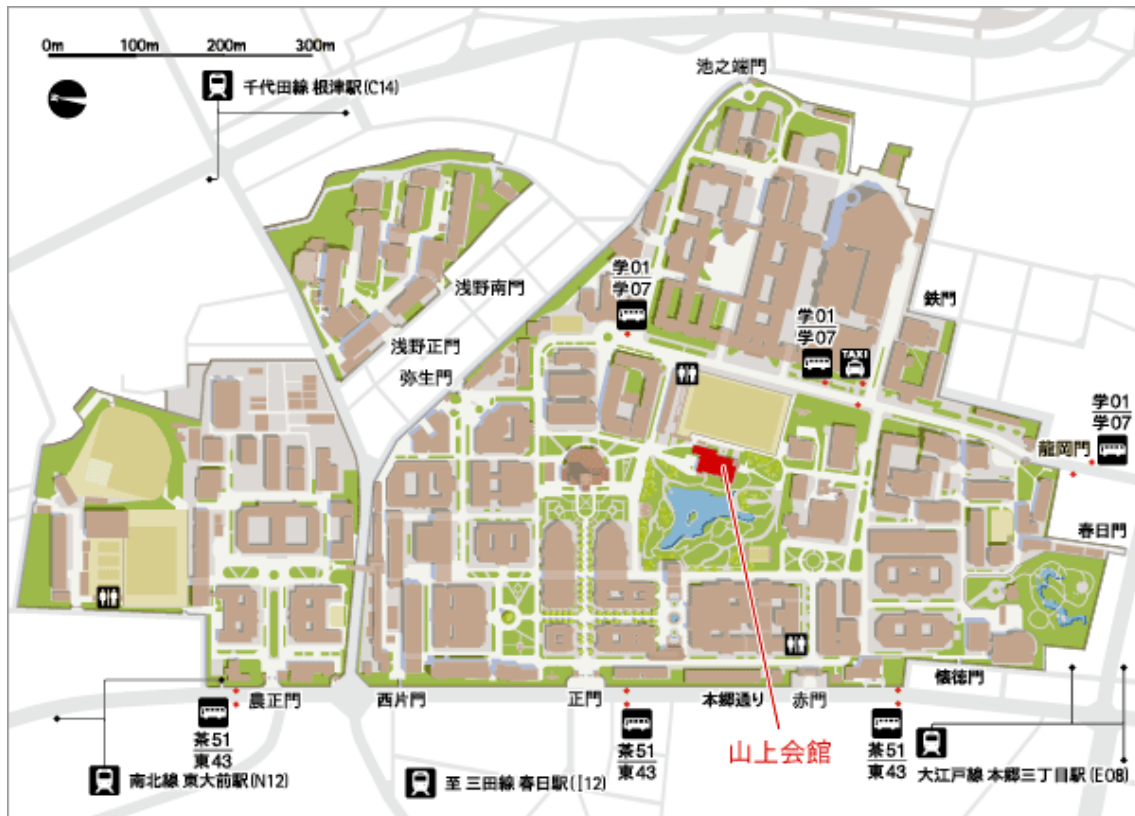 0m 100m 200m 300m
千代田線 根津駅(C14)
池之端門
学01
学07
浅野南門
学01
学07
TAXI
鉄門
浅野正門
弥生門
学01
学07
龍岡門
春日門
懐徳門
農正門
西片門
正門
本郷通り
赤門
茶51
東43
茶51
東43
茶51
東43
山上会館
南北線 東大前駅(N12)
至 三田線 春日駅(I12)
大江戸線 本郷三丁目駅(E08)